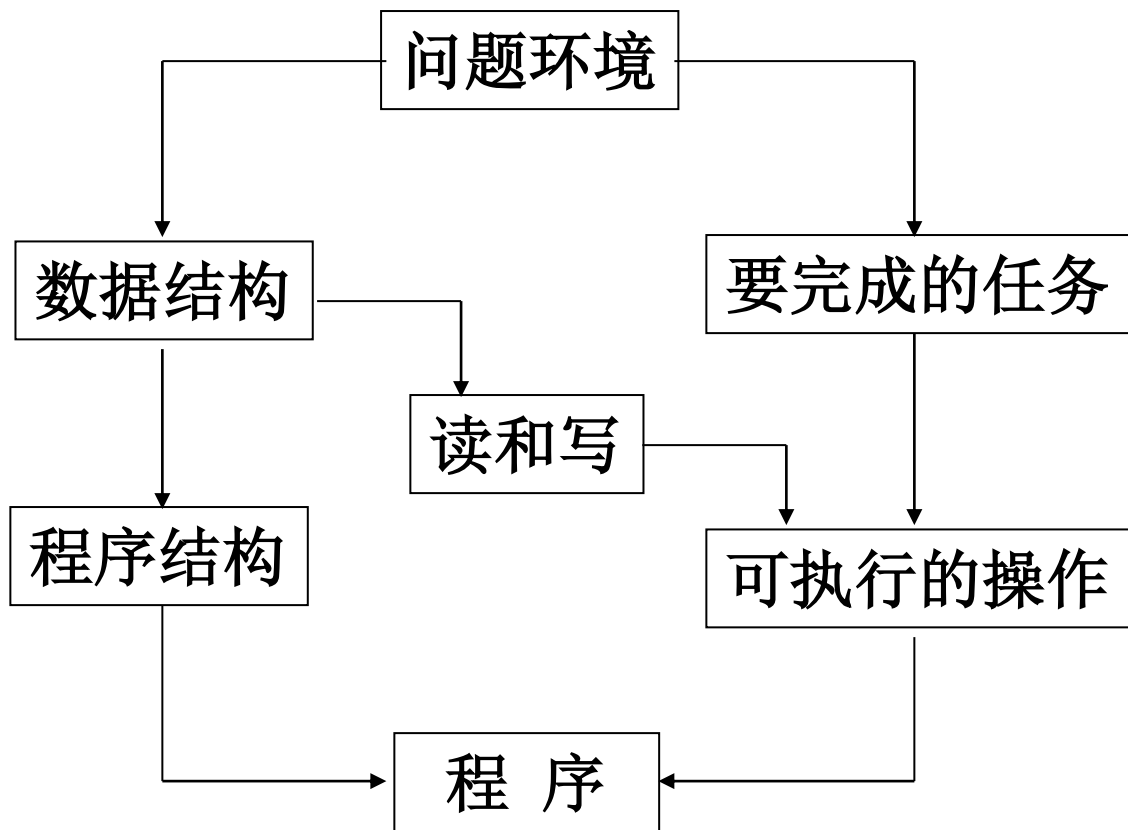 问题环境
数据结构
要完成的任务
读和写
程序结构
可执行的操作
程 序